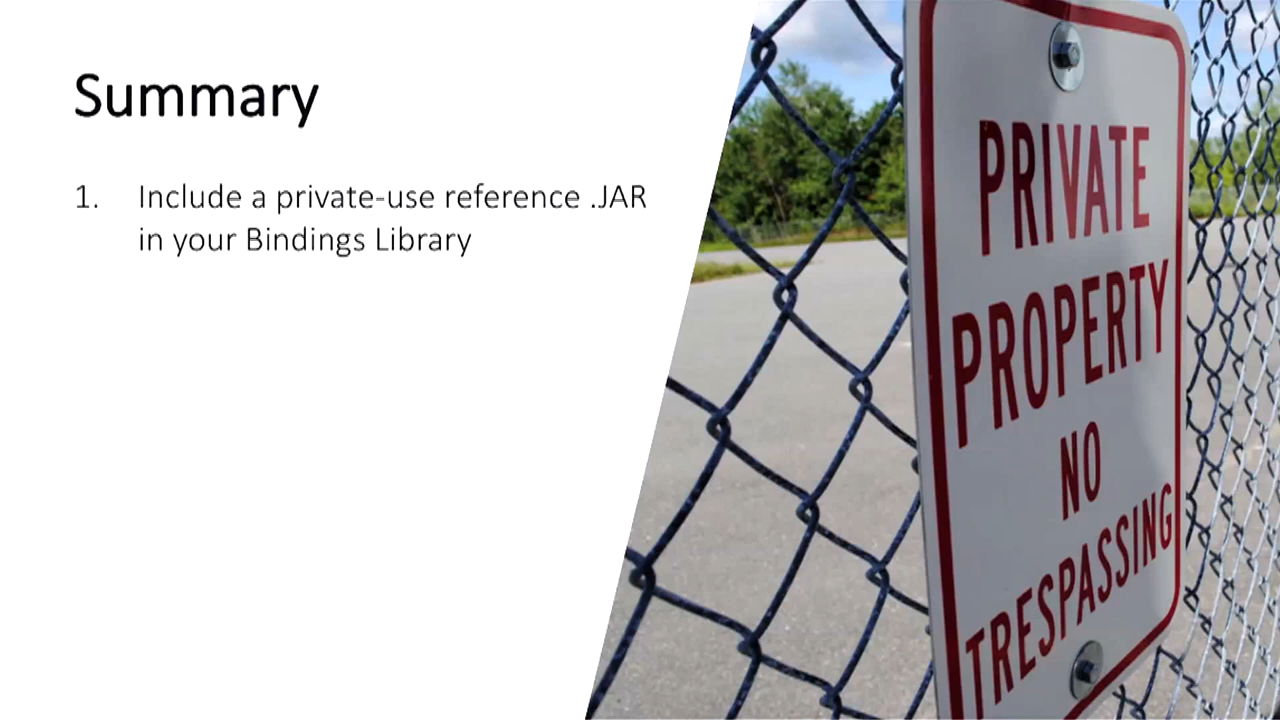 Summary
1. Include a private-use reference .JAR
in your Bindings Library
PRIVATE
PROPERTY
NO
TRESPASSING